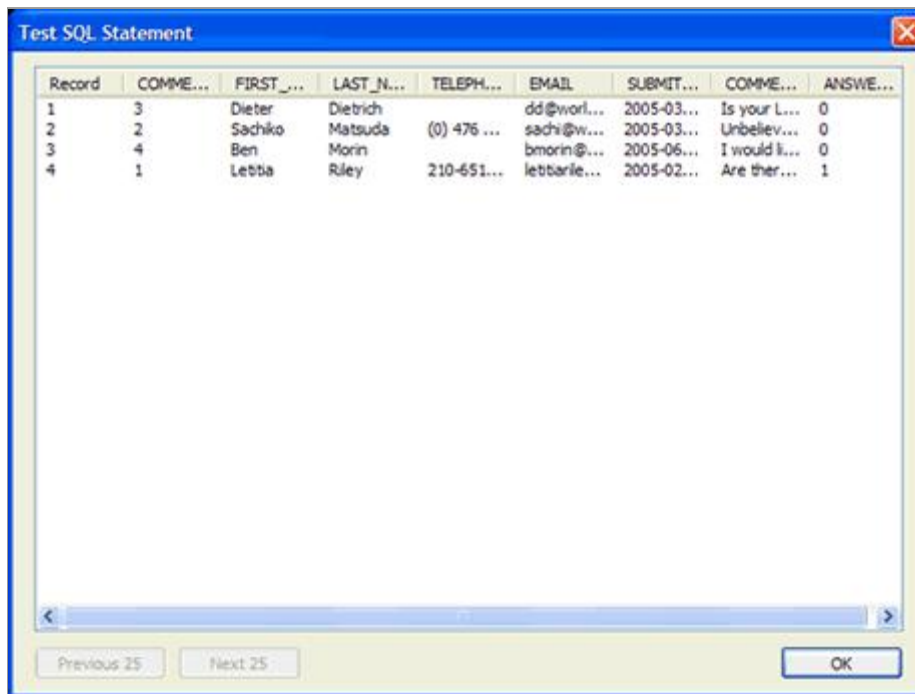 Test SQL Statement
Record COMME... FIRST_... LAST_N... TELEPH... EMAIL SUBMIT... COMME... ANSWE...
1 3 Dieter Dietrich dd@worl... 2005-03... Is your L... 0
2 2 Sachiko Matsuda (0) 476 ... sachi@w... 2005-03... Unbeliev... 0
3 4 Ben Morin bmorin@... 2005-06... I would li... 0
4 1 Letitia Riley 210-651... letitiarile... 2005-02... Are ther... 1
Previous 25 Next 25 OK